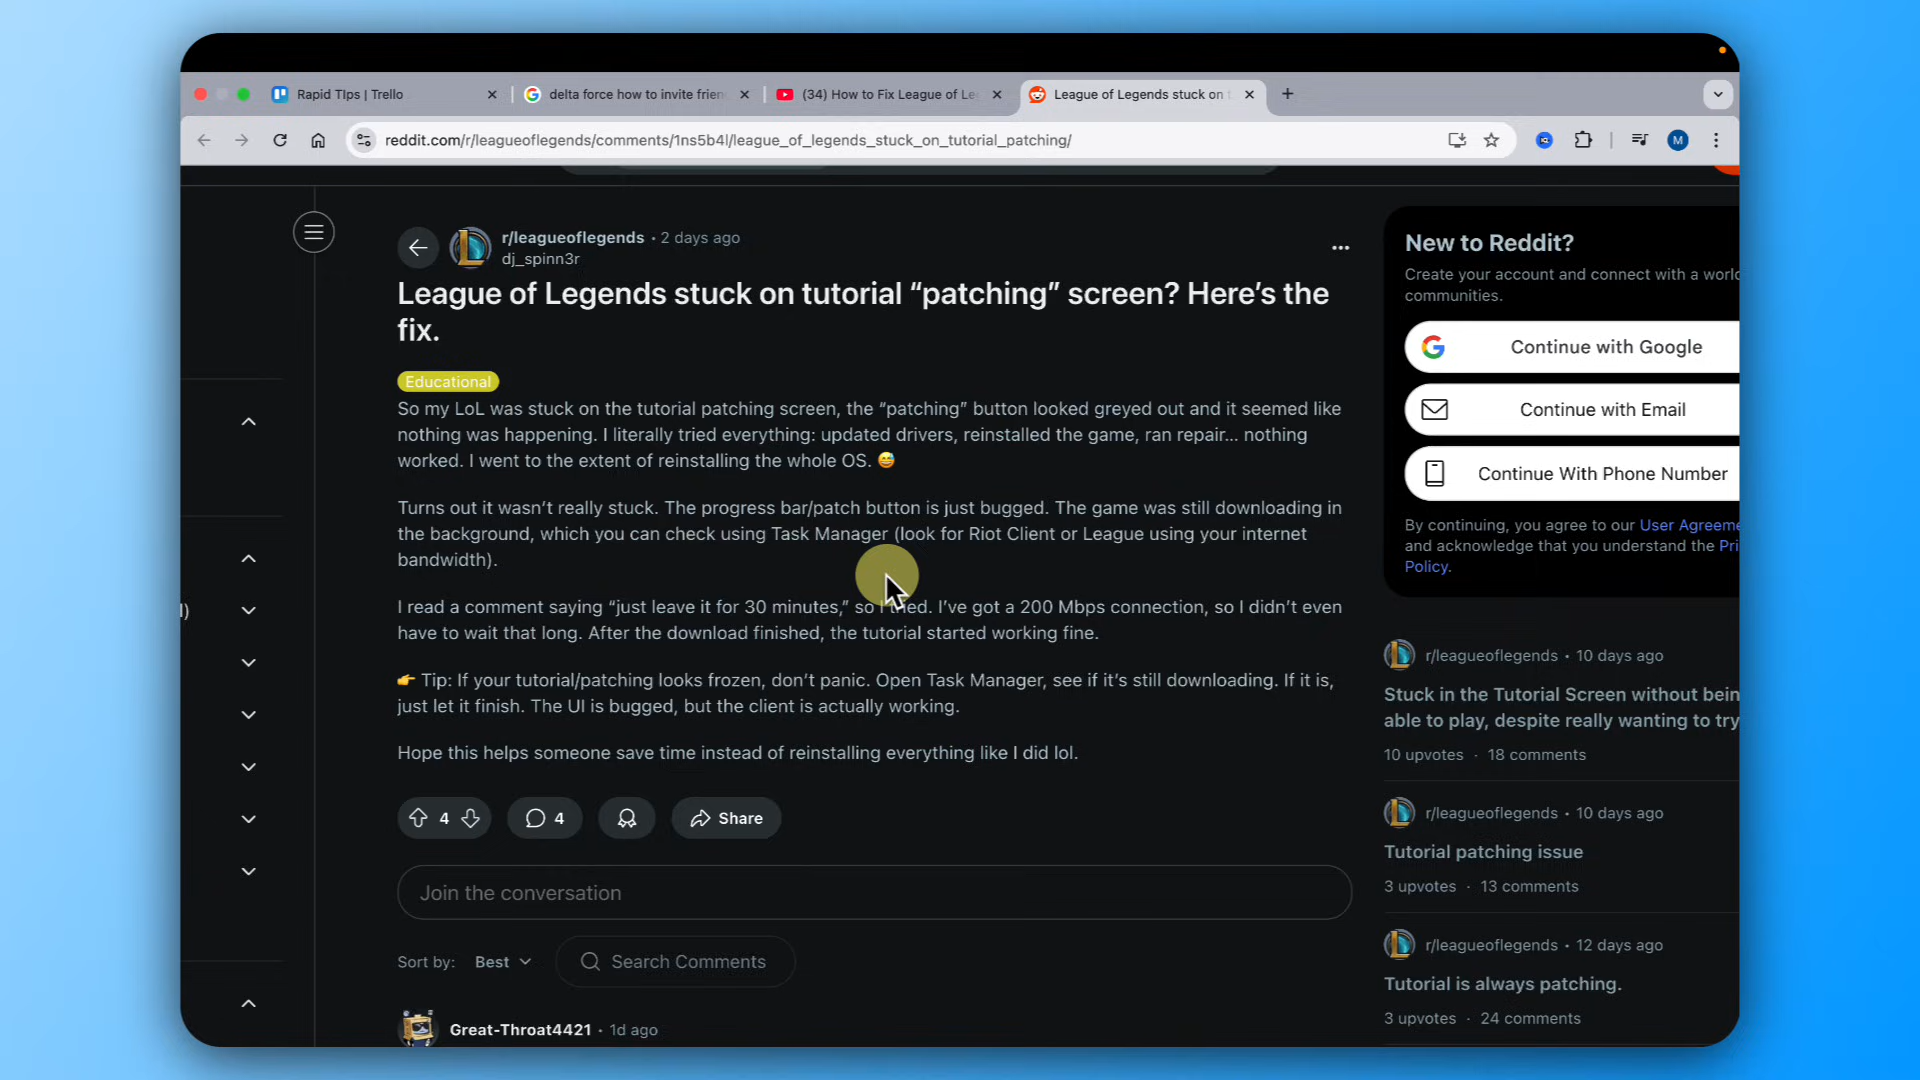 Rapid TIps | Trello
delta force how to invite frien
(34) How to Fix League of Le
League of Legends stuck on t
reddit.com/r/leagueoflegends/comments/1ns5b4l/league_of_legends_stuck_on_tutorial_patching/
M
r/leagueoflegends • 2 days ago
dj_spinn3r
League of Legends stuck on tutorial “patching” screen? Here’s the
fix.
Educational
So my LoL was stuck on the tutorial patching screen, the “patching” button looked greyed out and it seemed like
nothing was happening. I literally tried everything: updated drivers, reinstalled the game, ran repair... nothing
worked. I went to the extent of reinstalling the whole OS. 😅
Turns out it wasn’t really stuck. The progress bar/patch button is just bugged. The game was still downloading in
the background, which you can check using Task Manager (look for Riot Client or League using your internet
bandwidth).
I read a comment saying “just leave it for 30 minutes,” so I tried. I’ve got a 200 Mbps connection, so I didn’t even
have to wait that long. After the download finished, the tutorial started working fine.
👉 Tip: If your tutorial/patching looks frozen, don’t panic. Open Task Manager, see if it’s still downloading. If it is,
just let it finish. The UI is bugged, but the client is actually working.
Hope this helps someone save time instead of reinstalling everything like I did lol.
4
4
Share
Join the conversation
Sort by: Best
Search Comments
Great-Throat4421 • 1d ago
l)
New to Reddit?
Create your account and connect with a world
communities.
Continue with Google
Continue with Email
Continue With Phone Number
By continuing, you agree to our User Agreeme
and acknowledge that you understand the Pri
Policy.
r/leagueoflegends • 10 days ago
Stuck in the Tutorial Screen without bein
able to play, despite really wanting to try
10 upvotes · 18 comments
r/leagueoflegends • 10 days ago
Tutorial patching issue
3 upvotes · 13 comments
r/leagueoflegends • 12 days ago
Tutorial is always patching.
3 upvotes · 24 comments